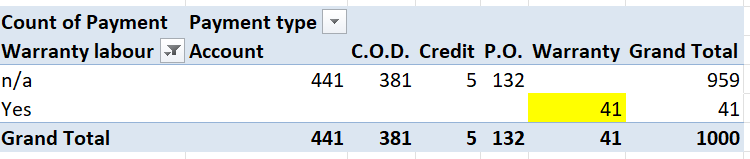 Count of Payment Payment type
Warranty labour Account C.O.D. Credit P.O. Warranty Grand Total
n/a 441 381 5 132 959
Yes 41 41
Grand Total 441 381 5 132 41 1000